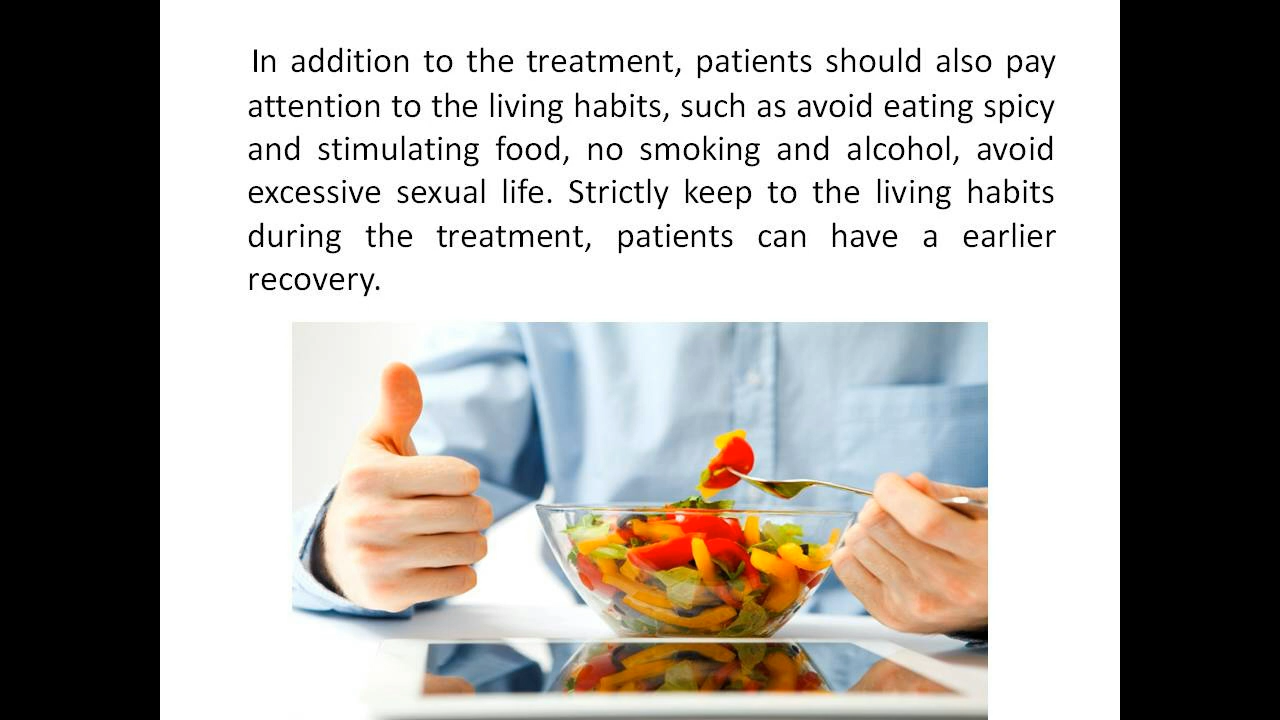 In addition to the treatment, patients should also pay
attention to the living habits, such as avoid eating spicy
and stimulating food, no smoking and alcohol, avoid
excessive sexual life. Strictly keep to the living habits
during the treatment, patients can have a earlier
recovery.